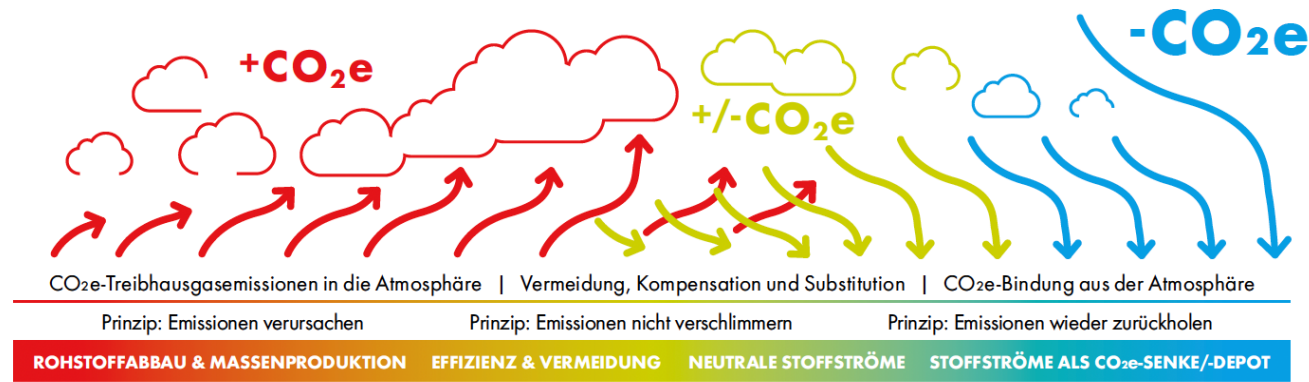 +CO₂e
+/-CO₂e
-CO₂e
CO₂e-Treibhausgasemissionen in die Atmosphäre | Vermeidung, Kompensation und Substitution | CO₂e-Bindung aus der Atmosphäre
Prinzip: Emissionen verursachen Prinzip: Emissionen nicht verschlimmern Prinzip: Emissionen wieder zurückholen
ROHSTOFFABBAU & MASSENPRODUKTION EFFIZIENZ & VERMEIDUNG NEUTRALE STOFFSTRÖME STOFFSTRÖME ALS CO₂e-SENKE/-DEPOT